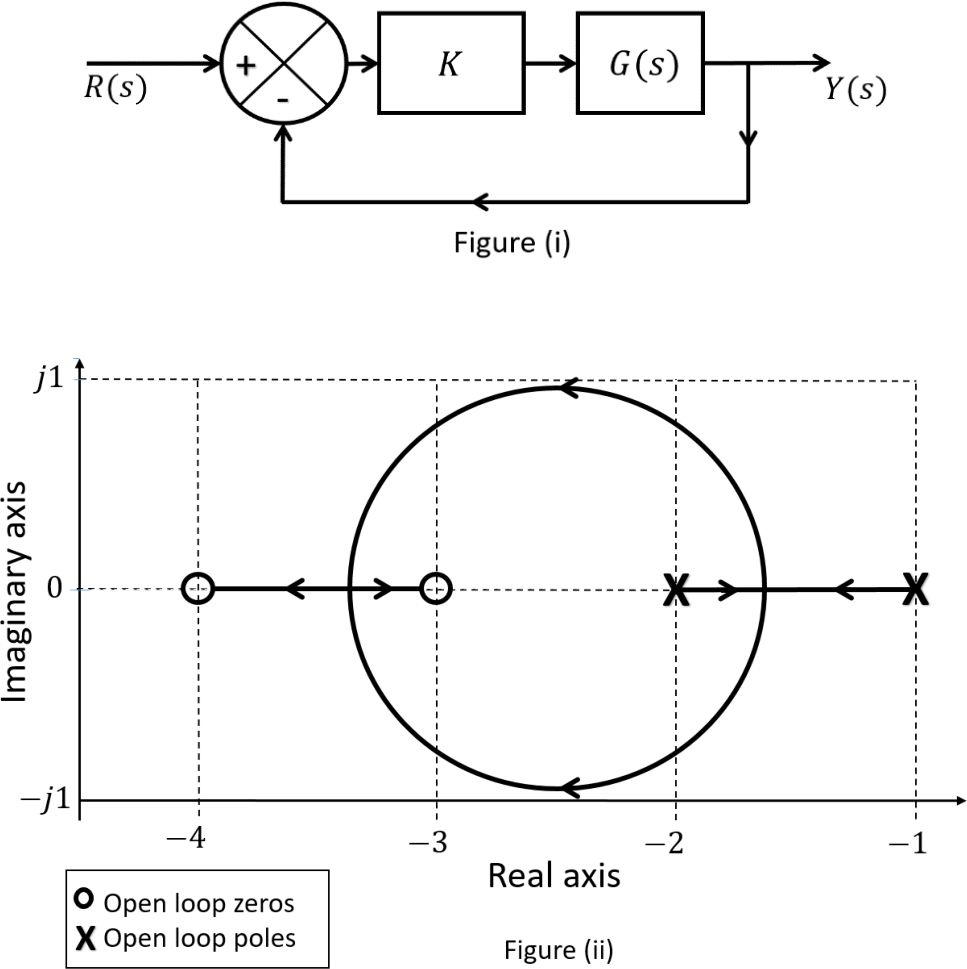 + K G(s)
R(s) - Y(s)
Figure (i)
j1
Imaginary axis
0
−j1
−4 −3 −2 −1
Real axis
O Open loop zeros
X Open loop poles
Figure (ii)